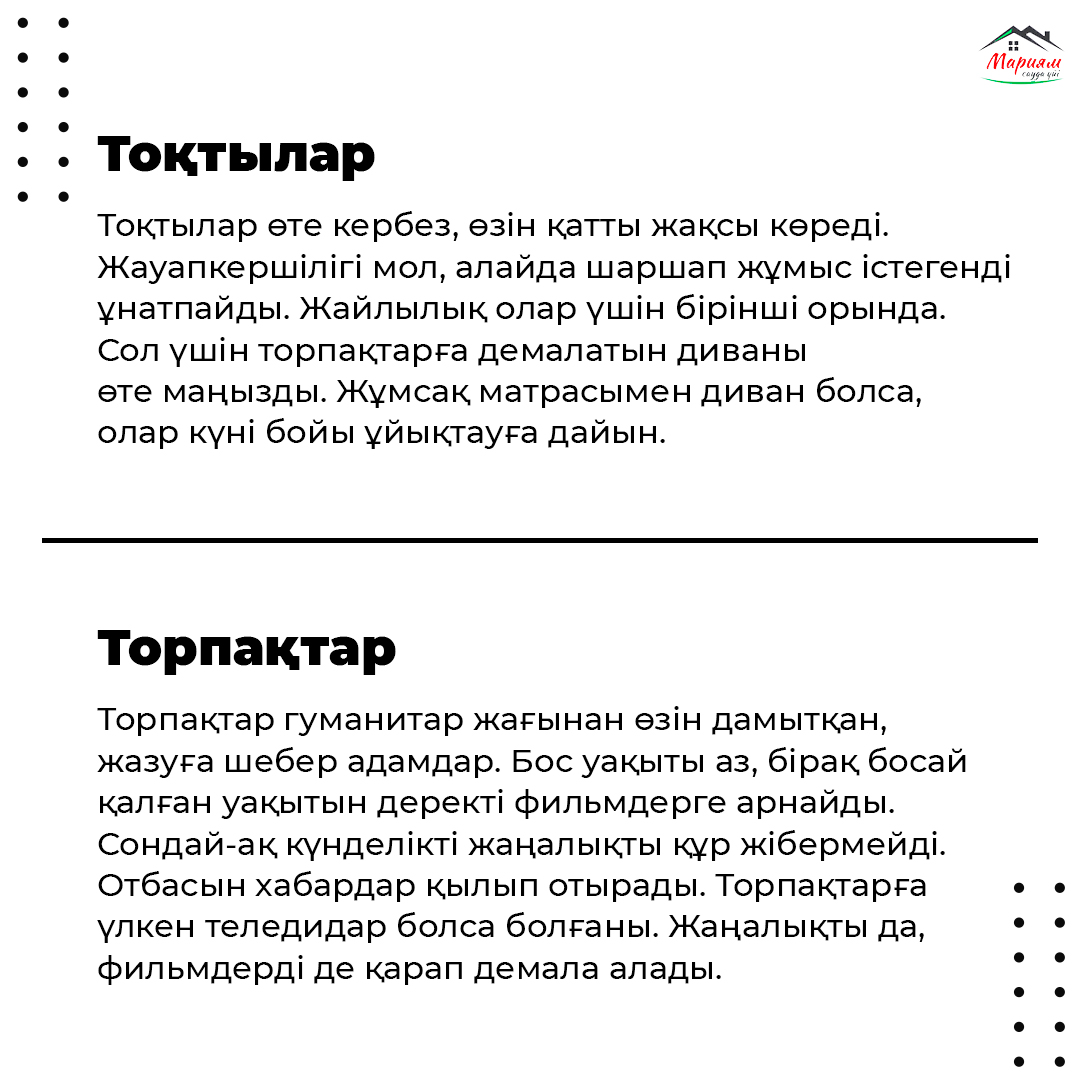 Мариям
сауда үйі
Тоқтылар
Тоқтылар өте кербез, өзін қатты жақсы көреді.
Жауапкершілігі мол, алайда шаршап жұмыс істегенді
ұнатпайды. Жайлылық олар үшін бірінші орында.
Сол үшін торпақтарға демалатын диваны
өте маңызды. Жұмсақ матрасымен диван болса,
олар күні бойы ұйықтауға дайын.
Торпақтар
Торпақтар гуманитар жағынан өзін дамытқан,
жазуға шебер адамдар. Бос уақыты аз, бірақ босай
қалған уақытын деректі фильмдерге арнайды.
Сондай-ақ күнделікті жаңалықты құр жібермейді.
Отбасын хабардар қылып отырады. Торпақтарға
үлкен теледидар болса болғаны. Жаңалықты да,
фильмдерді де қарап демала алады.